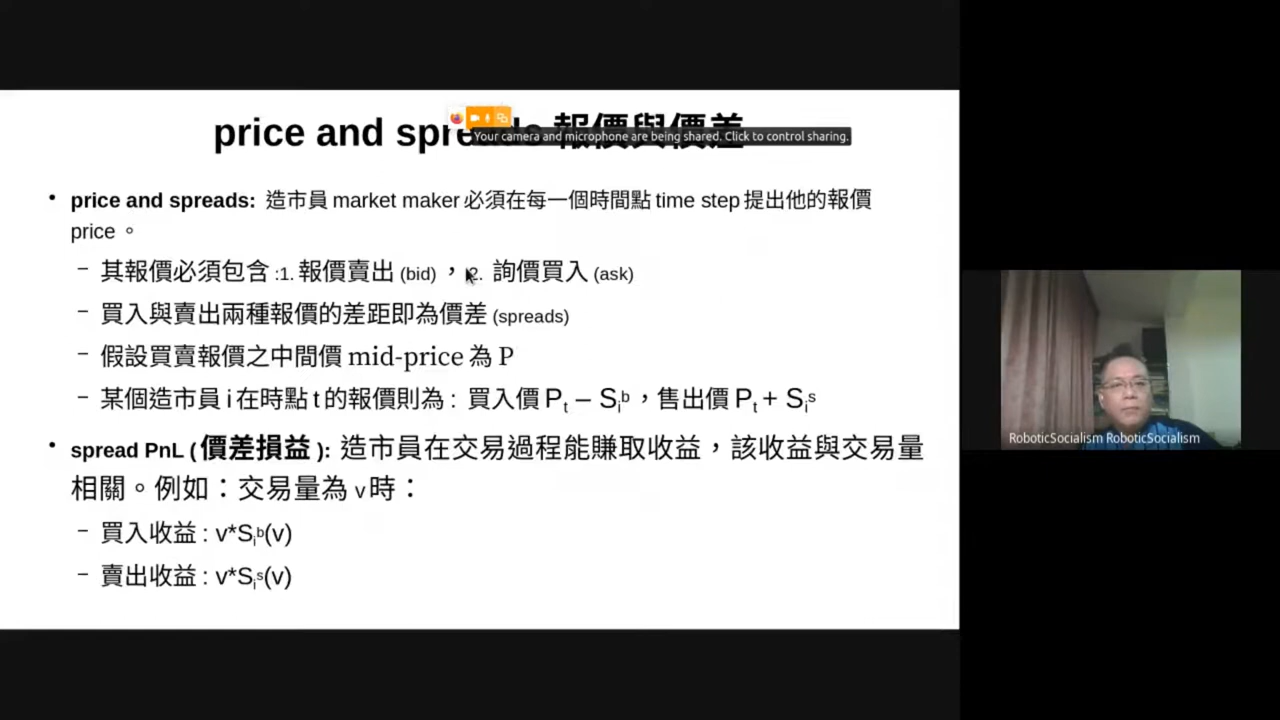 price and spreads 報價與價差
Your camera and microphone are being shared. Click to control sharing.
• price and spreads: 造市員 market maker 必須在每一個時間點 time step 提出他的報價
price。
– 其報價必須包含 :1. 報價賣出 (bid) ， 2. 詢價買入 (ask)
– 買入與賣出兩種報價的差距即為價差 (spreads)
– 假設買賣報價之中間價 mid-price 為 P
– 某個造市員 i 在時點 t 的報價則為 : 買入價 Pₜ – Sᵢᵇ，售出價 Pₜ + Sᵢˢ
• spread PnL ( 價差損益 ): 造市員在交易過程能賺取收益，該收益與交易量
相關。例如：交易量為 v 時：
– 買入收益 : v*Sᵢᵇ(v)
– 賣出收益 : v*Sᵢˢ(v)
RoboticSocialism RoboticSocialism